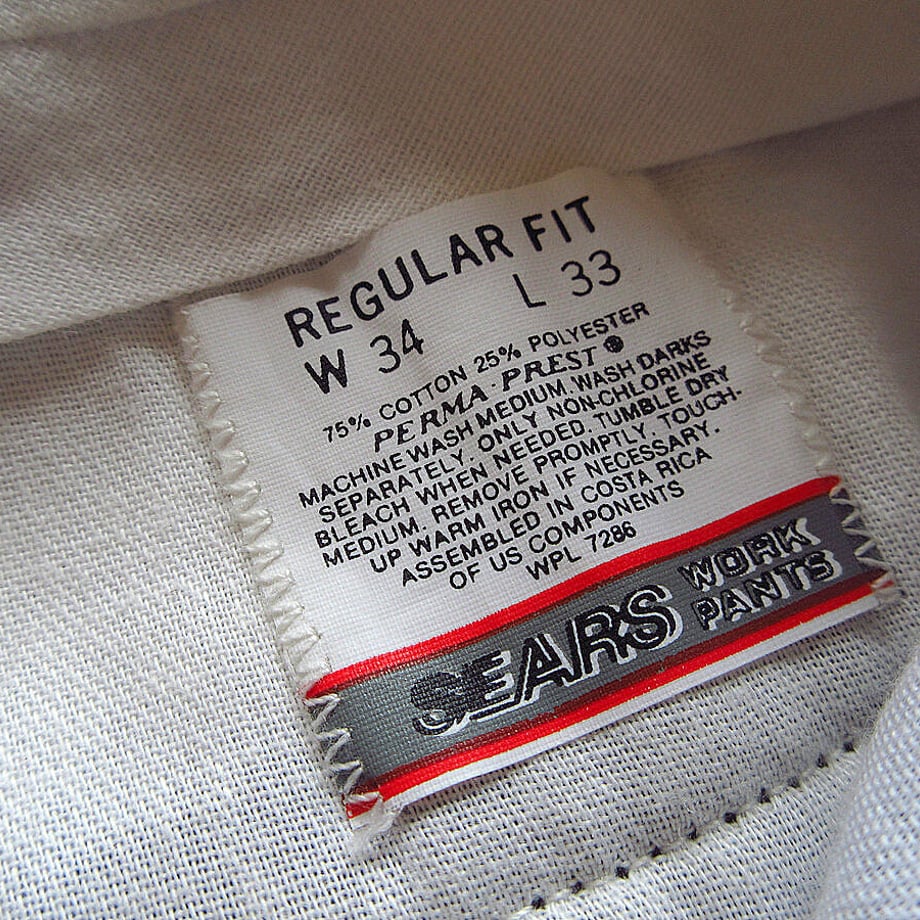 REGULAR FIT
W 34 L 33
75% COTTON 25% POLYESTER
PERMA-PREST ®
MACHINE WASH MEDIUM. WASH DARKS
SEPARATELY. ONLY NON-CHLORINE
BLEACH WHEN NEEDED. TUMBLE DRY
MEDIUM. REMOVE PROMPTLY. TOUCH-
UP WARM IRON IF NECESSARY.
ASSEMBLED IN COSTA RICA
OF US COMPONENTS
WPL 7286
SEARS WORK
PANTS